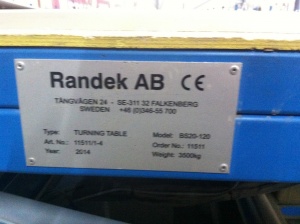 Randek AB CE
TÅNGVÄGEN 24 - SE-311 32 FALKENBERG
SWEDEN +46 (0)346-55 700
Type: TURNING TABLE Model: BS20-120
Art. No.: 11511/1-4 Order No.: 11511
Year: 2014 Weight: 3500kg